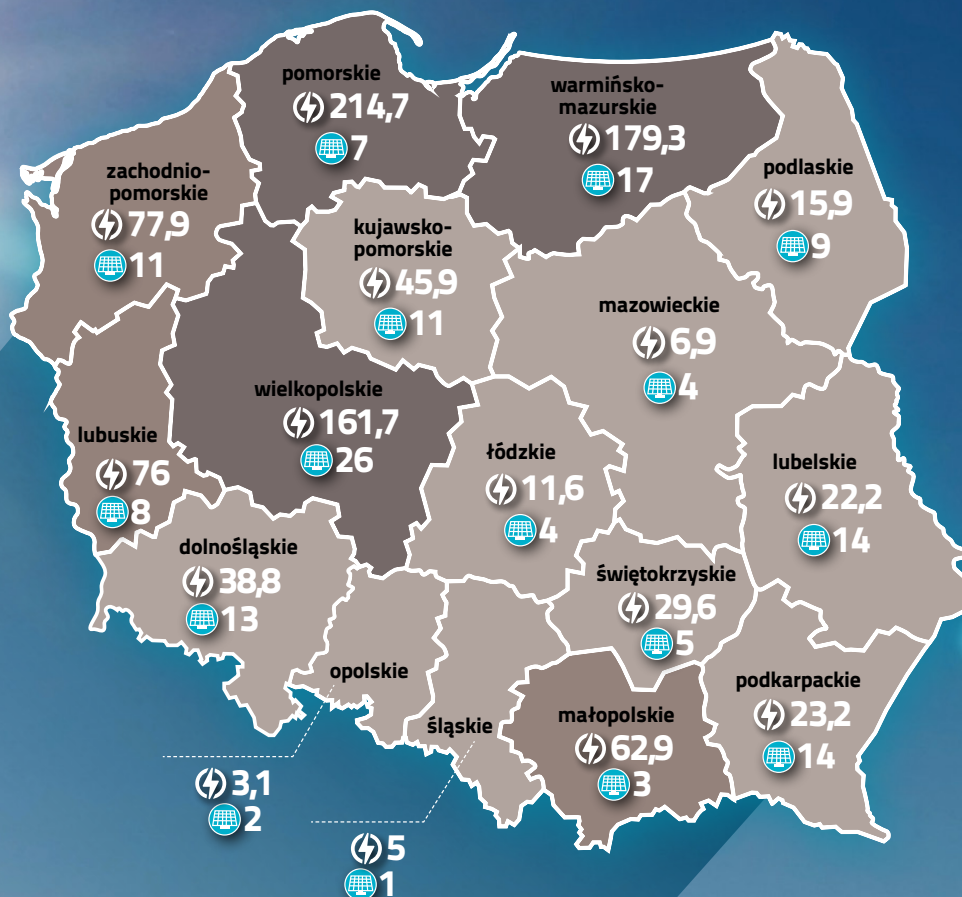 pomorskie
214,7
7
warmińsko-
mazurskie
179,3
17
podlaskie
15,9
9
zachodnio-
pomorskie
77,9
11
kujawsko-
pomorskie
45,9
11
mazowieckie
6,9
4
wielkopolskie
161,7
26
lubuskie
76
8
łódzkie
11,6
4
lubelskie
22,2
14
dolnośląskie
38,8
13
świętokrzyskie
29,6
5
opolskie
3,1
2
śląskie
5
1
małopolskie
62,9
3
podkarpackie
23,2
14